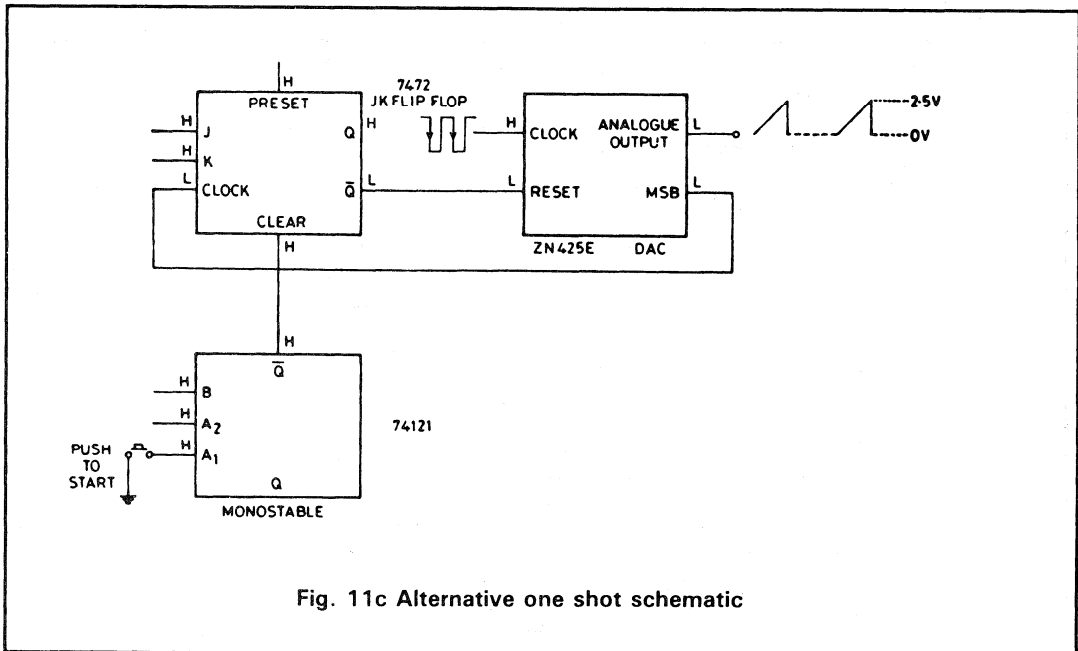 H
7472
JK FLIP FLOP
PRESET
H J
H K
L CLOCK
Q H
Q̅ L
CLEAR
H
H CLOCK
ANALOGUE OUTPUT L
L RESET
MSB L
ZN425E DAC
2·5V
0V
H
Q̅
H B
H A2
H A1
Q
74121
PUSH
TO
START
MONOSTABLE
Fig. 11c Alternative one shot schematic